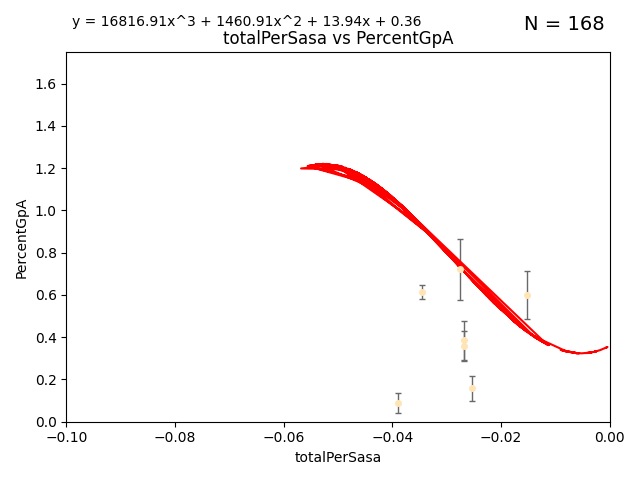 y = 16816.91x^3 + 1460.91x^2 + 13.94x + 0.36
N = 168
totalPerSasa vs PercentGpA
1.6
1.4
1.2
1.0
0.8
0.6
0.4
0.2
0.0
PercentGpA
−0.10 −0.08 −0.06 −0.04 −0.02 0.00
totalPerSasa